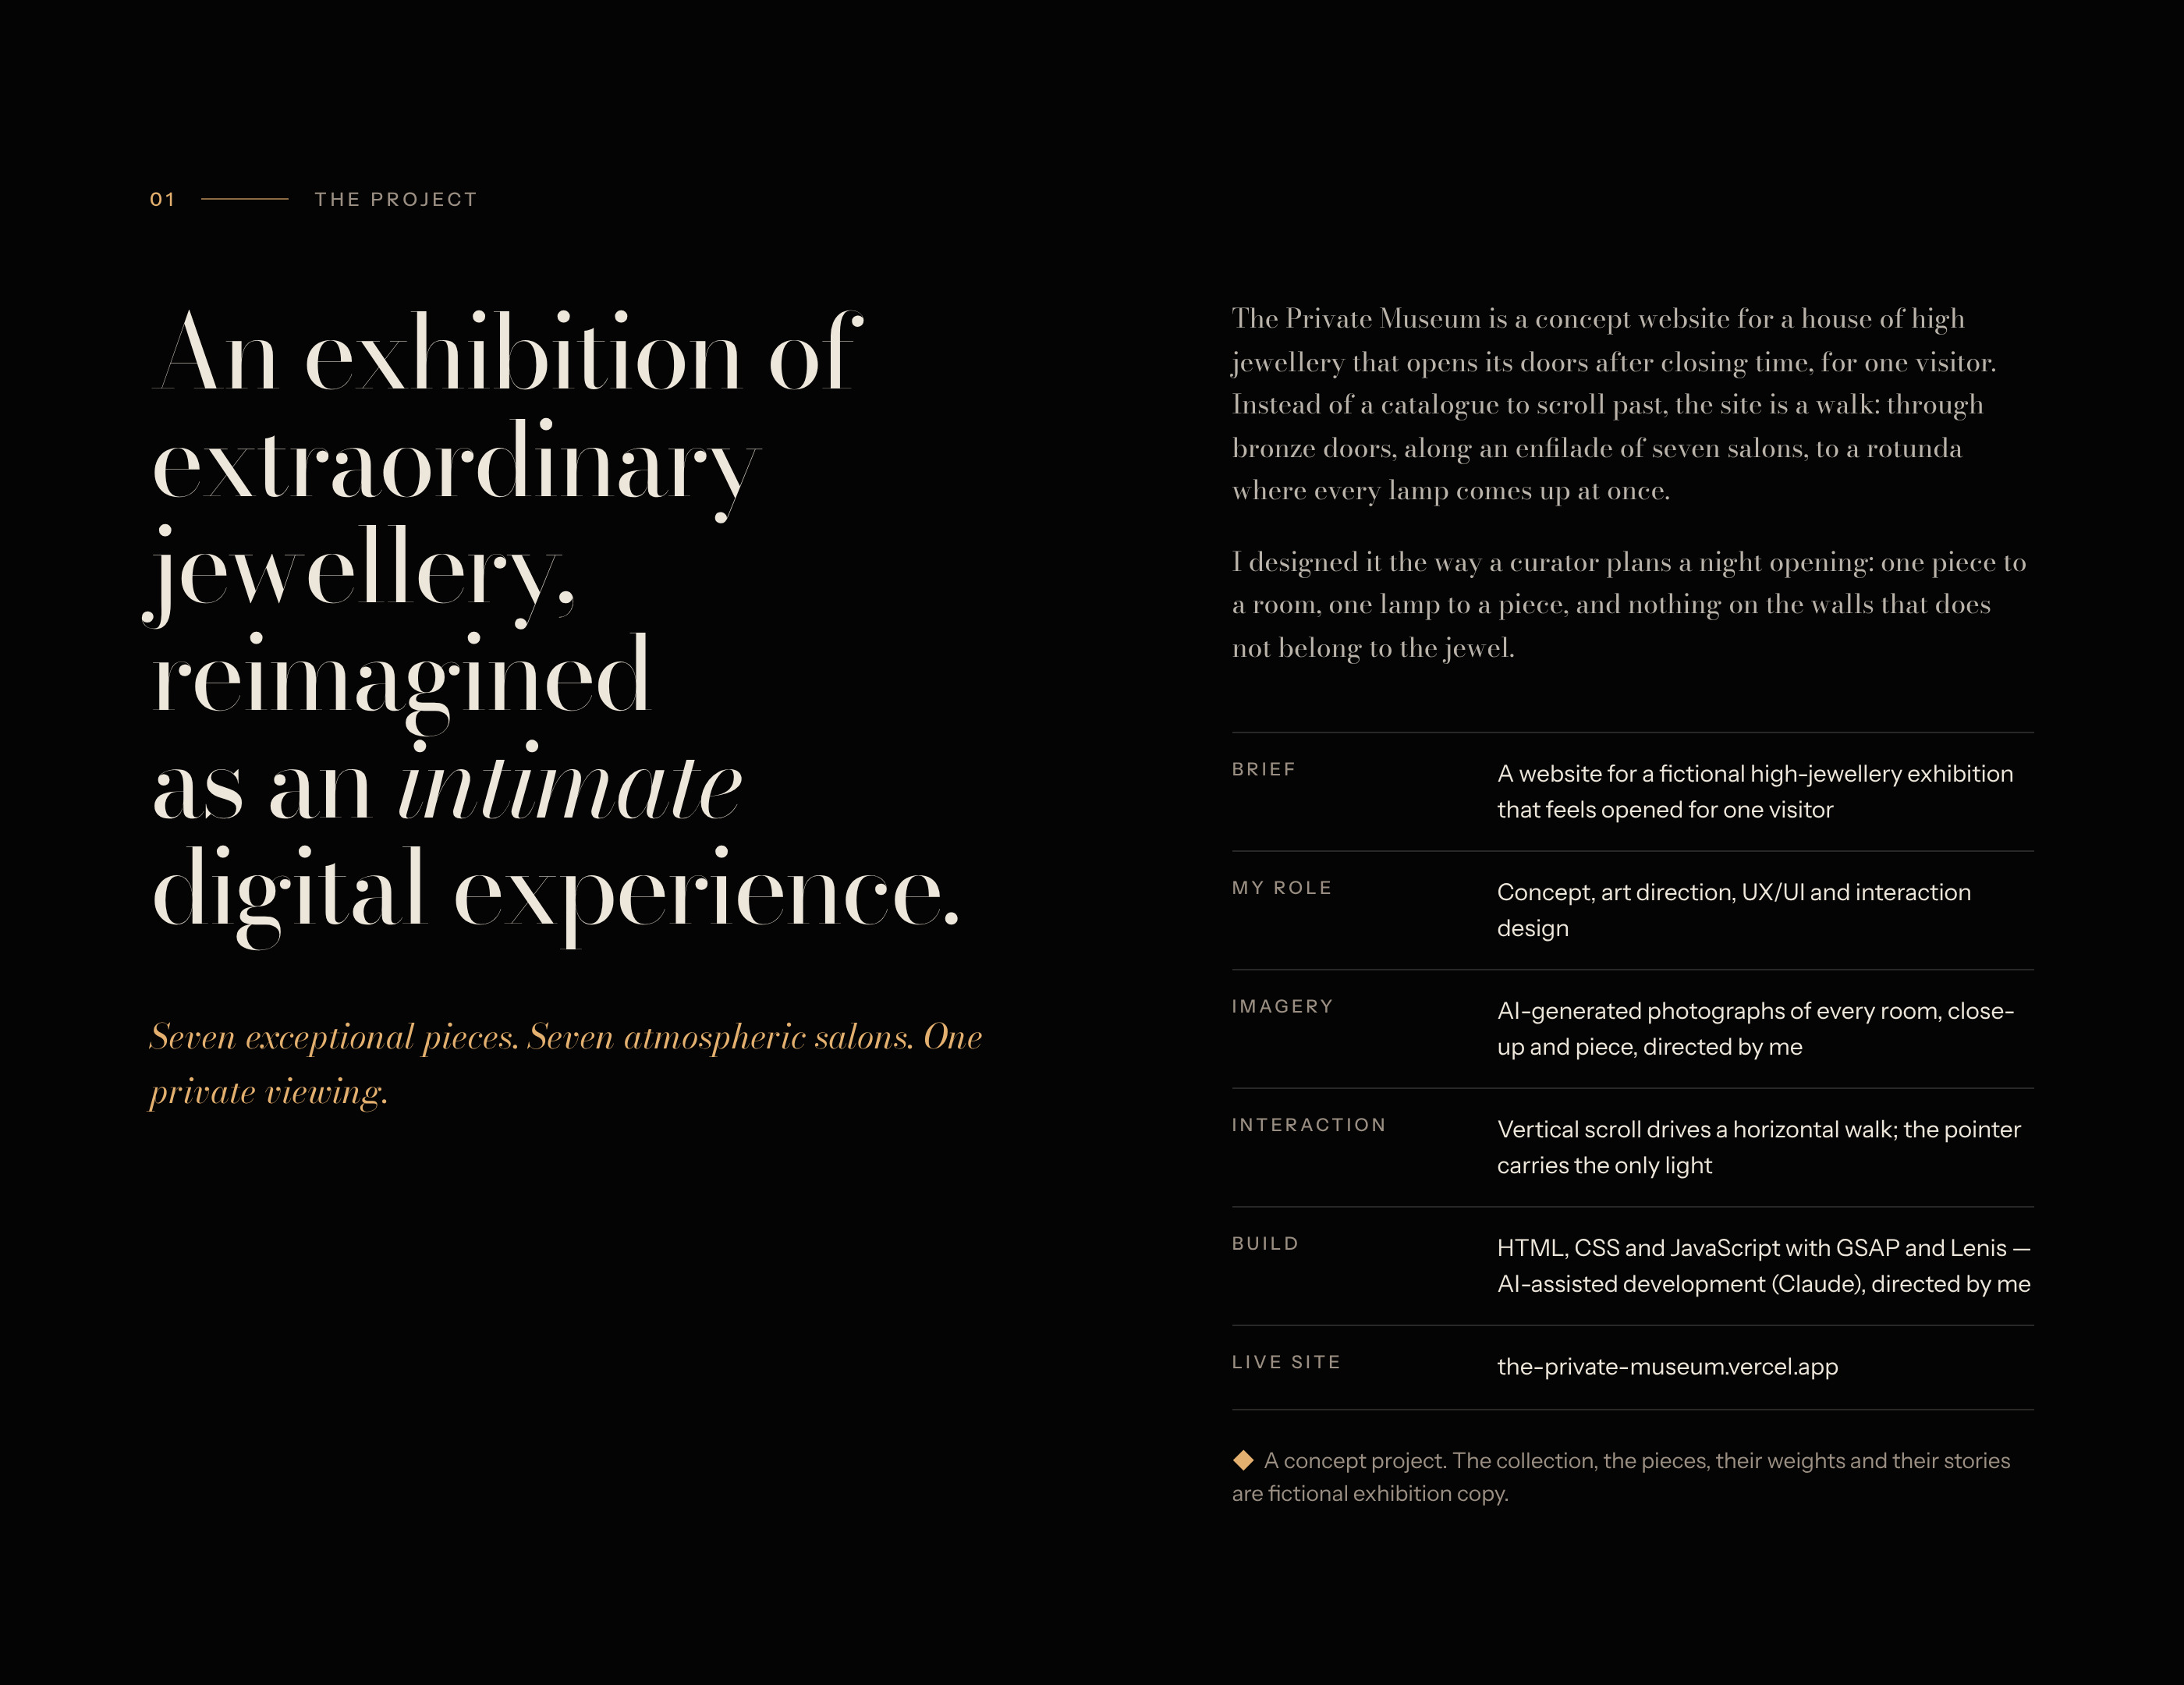 01 THE PROJECT
An exhibition of
extraordinary
jewellery,
reimagined
as an intimate
digital experience.
Seven exceptional pieces. Seven atmospheric salons. One
private viewing.
The Private Museum is a concept website for a house of high
jewellery that opens its doors after closing time, for one visitor.
Instead of a catalogue to scroll past, the site is a walk: through
bronze doors, along an enfilade of seven salons, to a rotunda
where every lamp comes up at once.
I designed it the way a curator plans a night opening: one piece to
a room, one lamp to a piece, and nothing on the walls that does
not belong to the jewel.
BRIEF
A website for a fictional high-jewellery exhibition
that feels opened for one visitor
MY ROLE
Concept, art direction, UX/UI and interaction
design
IMAGERY
AI-generated photographs of every room, close-
up and piece, directed by me
INTERACTION
Vertical scroll drives a horizontal walk; the pointer
carries the only light
BUILD
HTML, CSS and JavaScript with GSAP and Lenis —
AI-assisted development (Claude), directed by me
LIVE SITE
the-private-museum.vercel.app
◆ A concept project. The collection, the pieces, their weights and their stories
are fictional exhibition copy.